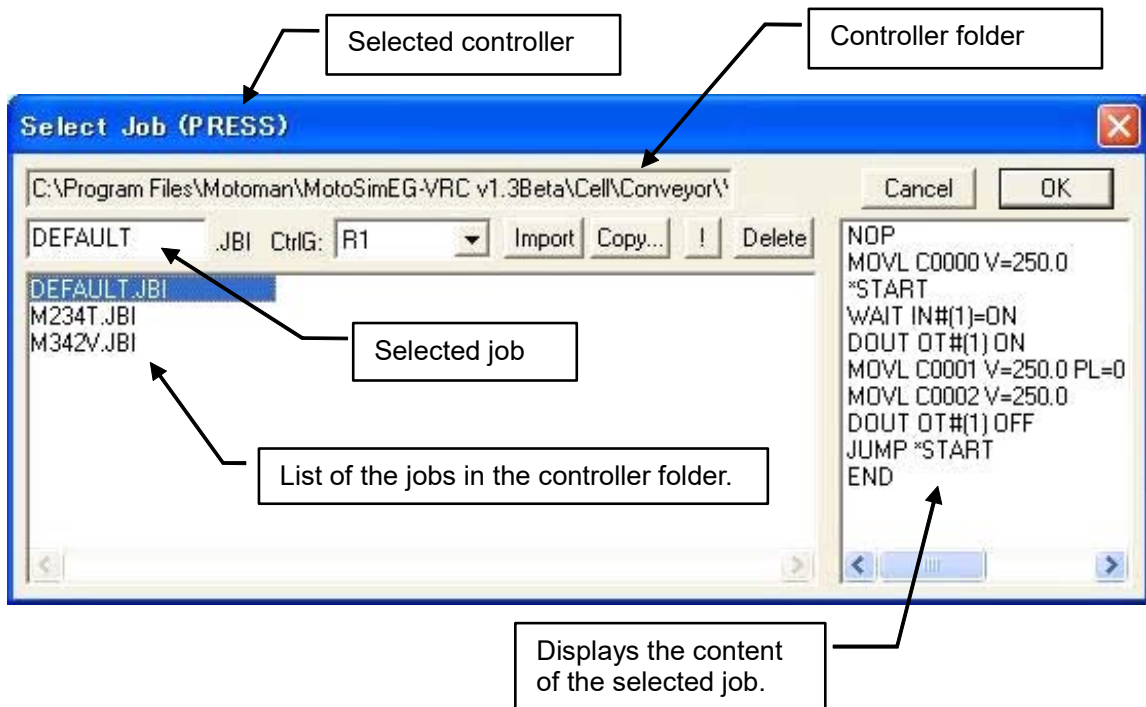 Selected controller
Controller folder
Select Job (PRESS)
C:\Program Files\Motoman\MotoSimEG-VRC v1.3Beta\Cell\Conveyor\
Cancel OK
DEFAULT .JBI CtrlG: R1 Import Copy... ! Delete
DEFAULT.JBI
M234T.JBI
M342V.JBI
Selected job
List of the jobs in the controller folder.
NOP
MOVL C0000 V=250.0
*START
WAIT IN#(1)=ON
DOUT OT#(1) ON
MOVL C0001 V=250.0 PL=0
MOVL C0002 V=250.0
DOUT OT#(1) OFF
JUMP *START
END
Displays the content
of the selected job.